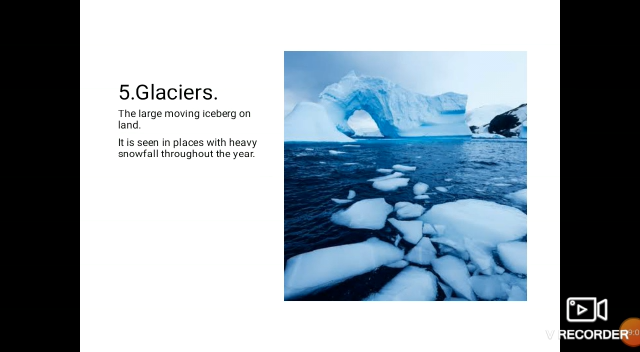 5.Glaciers.
The large moving iceberg on
land.
It is seen in places with heavy
snowfall throughout the year.
V RECORDER